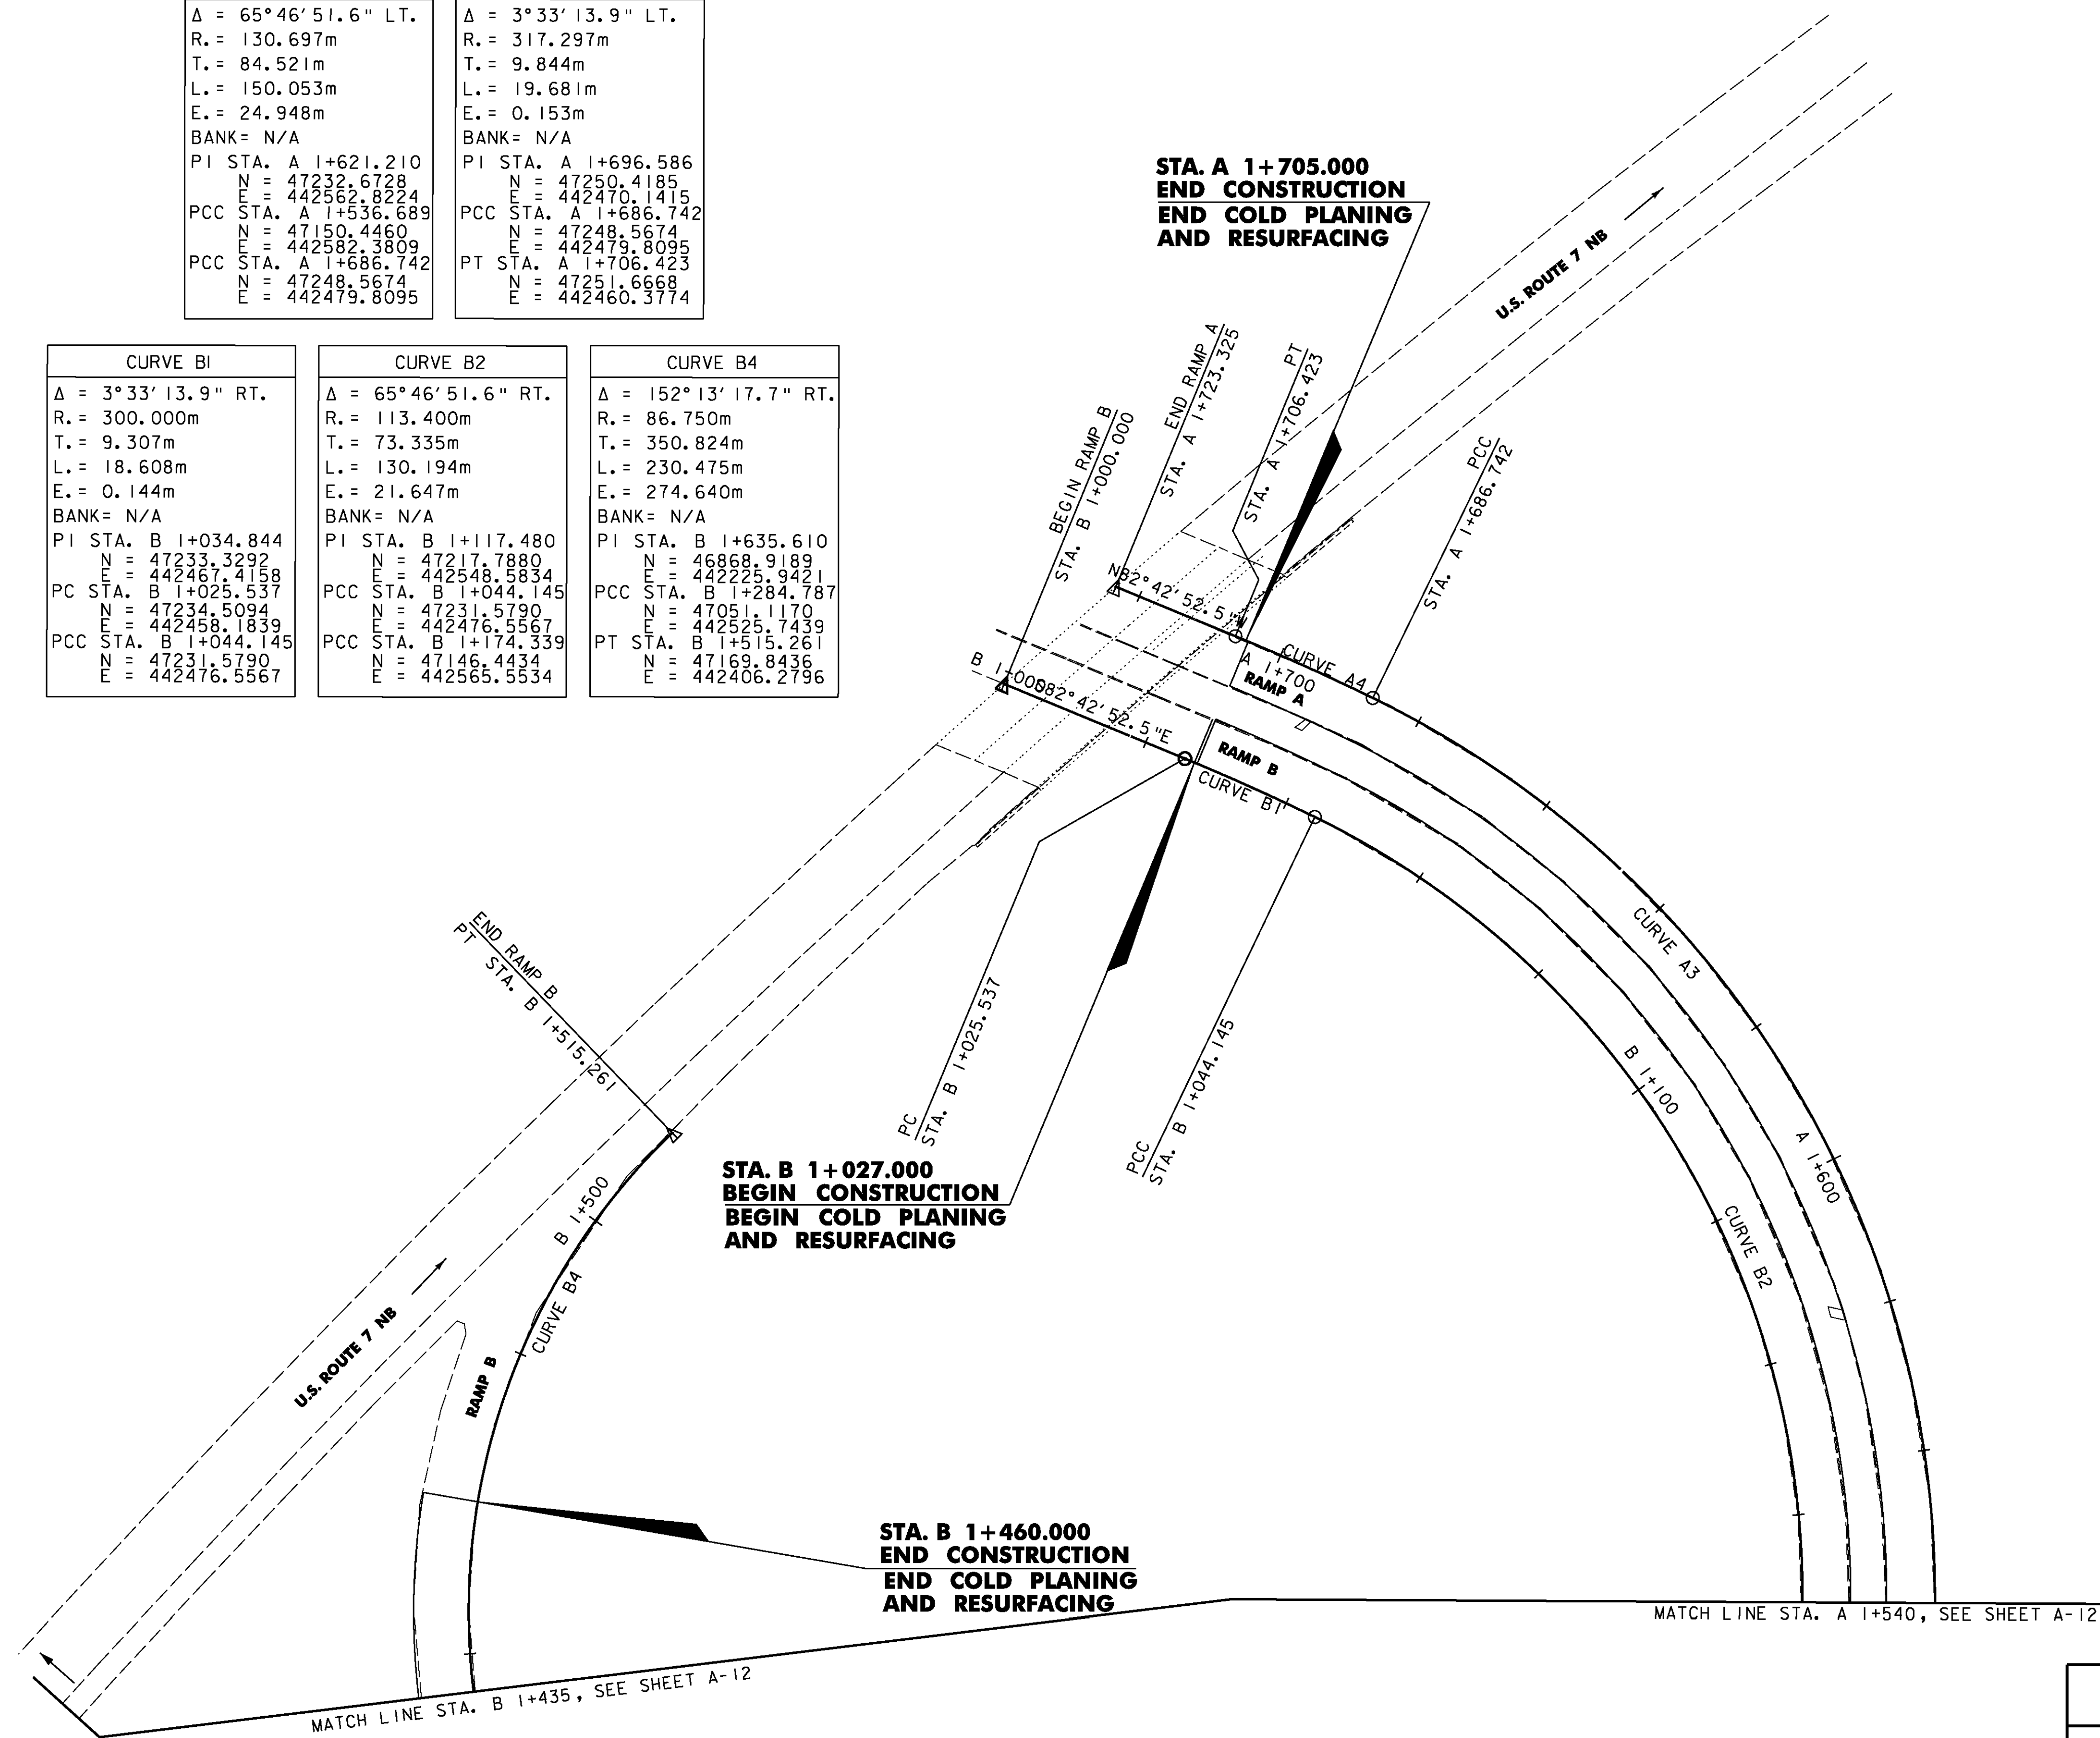 Δ = 65°46'51.6" LT.
R.= 130.697m
T.= 84.521m
L.= 150.053m
E.= 24.948m
BANK= N/A
PI STA. A 1+621.210
N = 47232.6728
E = 442562.8224
PCC STA. A 1+536.689
N = 47150.4460
E = 442582.3809
PCC STA. A 1+686.742
N = 47248.5674
E = 442479.8095
Δ = 3°33'13.9" LT.
R.= 317.297m
T.= 9.844m
L.= 19.681m
E.= 0.153m
BANK= N/A
PI STA. A 1+696.586
N = 47250.4185
E = 442470.1415
PCC STA. A 1+686.742
N = 47248.5674
E = 442479.8095
PT STA. A 1+706.423
N = 47251.6668
E = 442460.3774
CURVE B1
Δ = 3°33'13.9" RT.
R.= 300.000m
T.= 9.307m
L.= 18.608m
E.= 0.144m
BANK= N/A
PI STA. B 1+034.844
N = 47233.3292
E = 442467.4158
PC STA. B 1+025.537
N = 47234.5094
E = 442458.1839
PCC STA. B 1+044.145
N = 47231.5790
E = 442476.5567
CURVE B2
Δ = 65°46'51.6" RT.
R.= 113.400m
T.= 73.335m
L.= 130.194m
E.= 21.647m
BANK= N/A
PI STA. B 1+117.480
N = 47217.7880
E = 442548.5834
PCC STA. B 1+044.145
N = 47231.5790
E = 442476.5567
PCC STA. B 1+174.339
N = 47146.4434
E = 442565.5534
CURVE B4
Δ = 152°13'17.7" RT.
R.= 86.750m
T.= 350.824m
L.= 230.475m
E.= 274.640m
BANK= N/A
PI STA. B 1+635.610
N = 46868.9189
E = 442225.9421
PCC STA. B 1+284.787
N = 47051.1170
E = 442525.7439
PT STA. B 1+515.261
N = 47169.8436
E = 442406.2796
STA. A 1+705.000
END CONSTRUCTION
END COLD PLANING
AND RESURFACING
U.S. ROUTE 7 NB
BEGIN RAMP B
STA. B 1+000.000
END RAMP A
STA. A 1+723.325
PT
STA. A 1+706.423
PCC
STA. A 1+686.742
N82°42'52.5"W
A 1+700
CURVE A4
RAMP A
B 1+000
S82°42'52.5"E
RAMP B
CURVE B1
CURVE A3
END RAMP B
PT STA. B 1+515.261
PC
STA. B 1+025.537
PCC
STA. B 1+044.145
B 1+100
A 1+600
CURVE B2
STA. B 1+027.000
BEGIN CONSTRUCTION
BEGIN COLD PLANING
AND RESURFACING
B 1+500
CURVE B4
RAMP B
U.S. ROUTE 7 NB
STA. B 1+460.000
END CONSTRUCTION
END COLD PLANING
AND RESURFACING
MATCH LINE STA. A 1+540, SEE SHEET A-12
MATCH LINE STA. B 1+435, SEE SHEET A-12